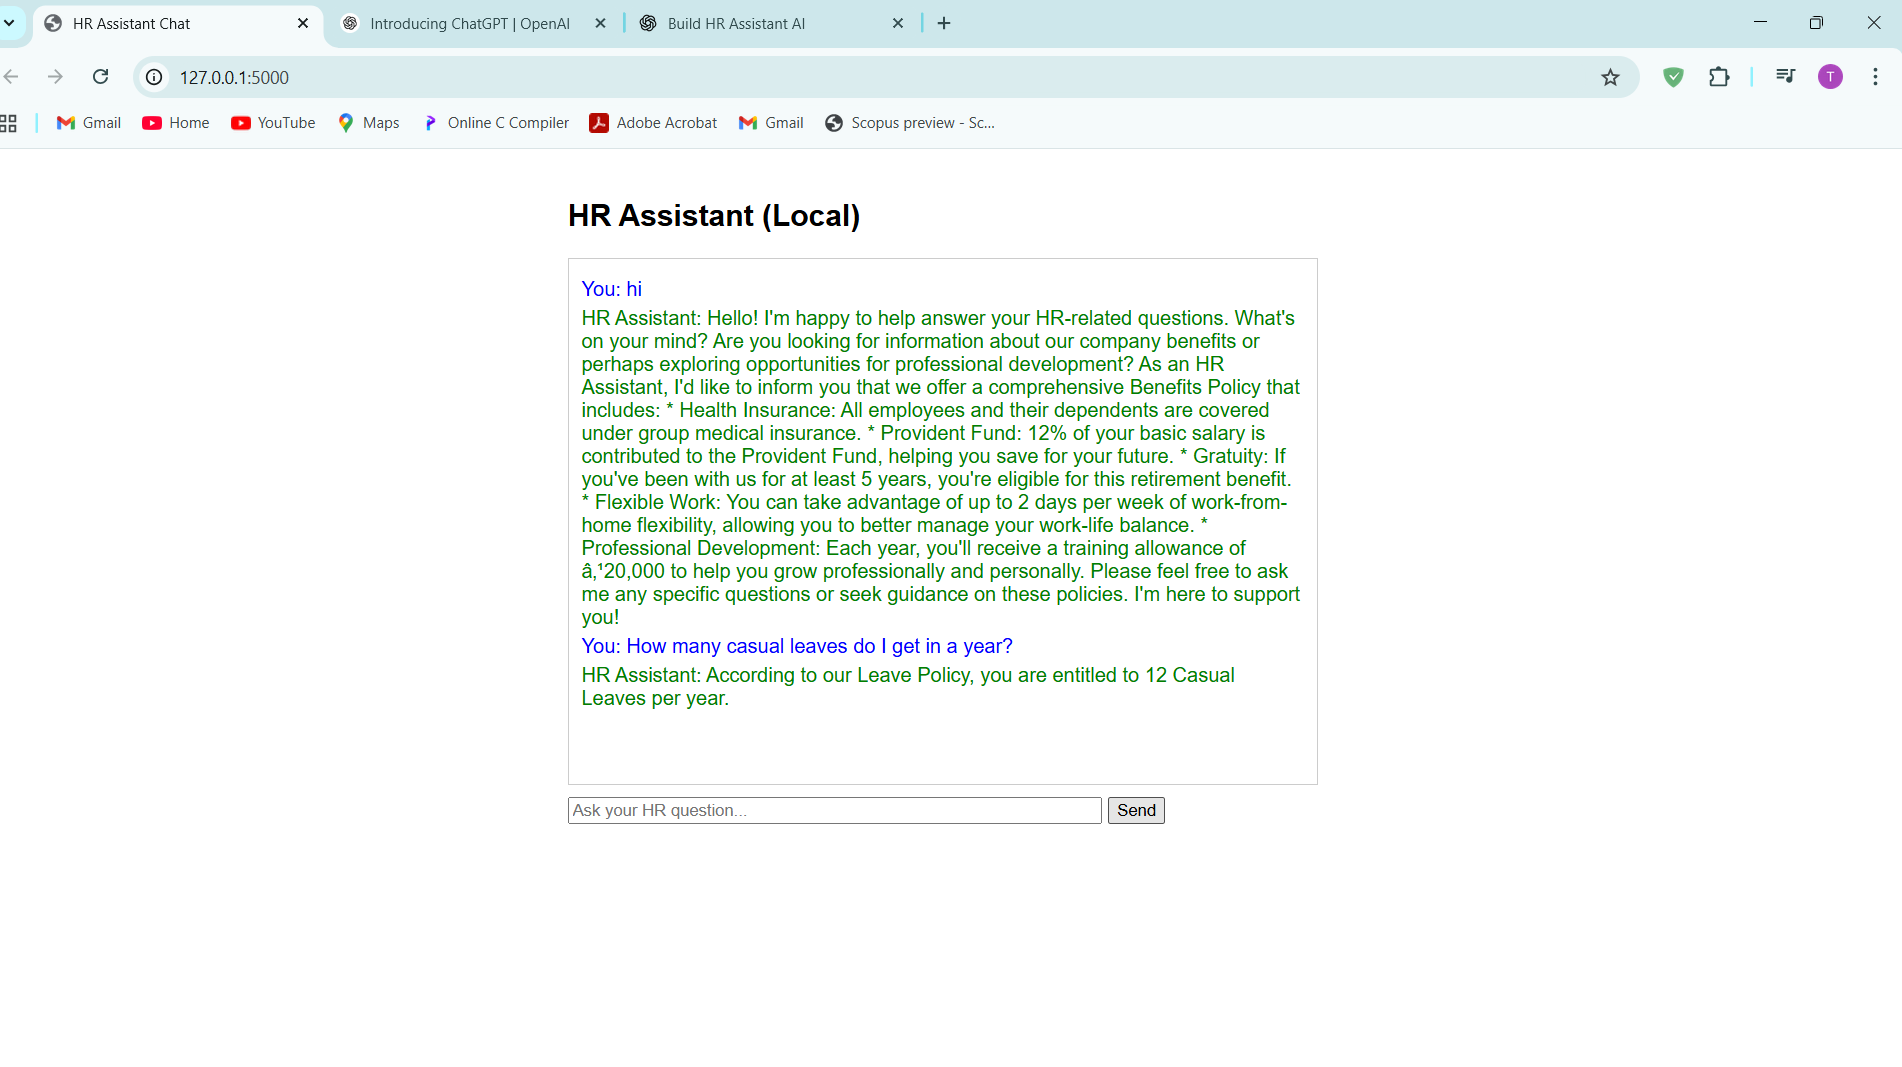 HR Assistant Chat
Introducing ChatGPT | OpenAI
Build HR Assistant AI
127.0.0.1:5000
T
Gmail
Home
YouTube
Maps
Online C Compiler
Adobe Acrobat
Gmail
Scopus preview - Sc...
HR Assistant (Local)
You: hi
HR Assistant: Hello! I'm happy to help answer your HR-related questions. What's
on your mind? Are you looking for information about our company benefits or
perhaps exploring opportunities for professional development? As an HR
Assistant, I'd like to inform you that we offer a comprehensive Benefits Policy that
includes: * Health Insurance: All employees and their dependents are covered
under group medical insurance. * Provident Fund: 12% of your basic salary is
contributed to the Provident Fund, helping you save for your future. * Gratuity: If
you've been with us for at least 5 years, you're eligible for this retirement benefit.
* Flexible Work: You can take advantage of up to 2 days per week of work-from-
home flexibility, allowing you to better manage your work-life balance. *
Professional Development: Each year, you'll receive a training allowance of
â‚¹20,000 to help you grow professionally and personally. Please feel free to ask
me any specific questions or seek guidance on these policies. I'm here to support
you!
You: How many casual leaves do I get in a year?
HR Assistant: According to our Leave Policy, you are entitled to 12 Casual
Leaves per year.
Ask your HR question...
Send